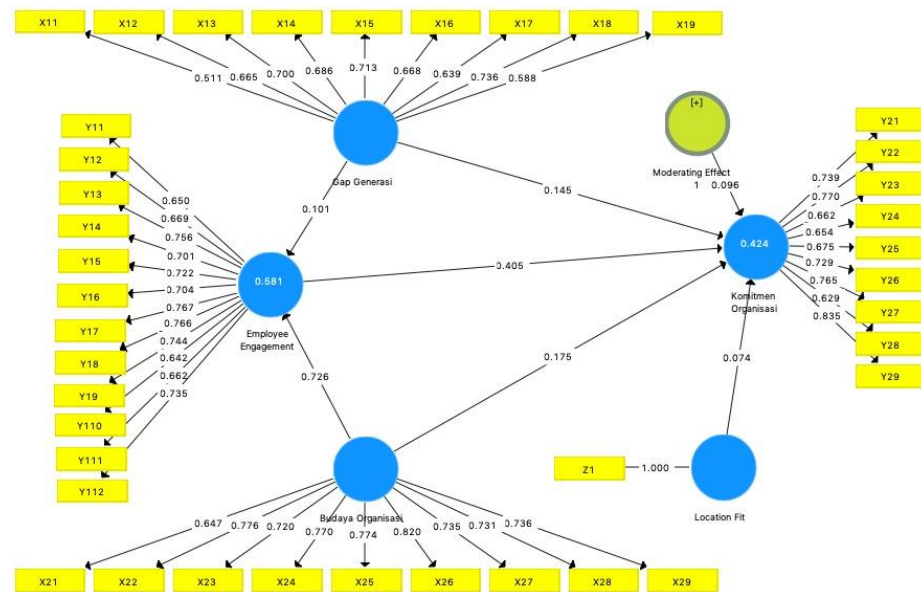 X11 X12 X13 X14 X15 X16 X17 X18 X19
0.511 0.665 0.700 0.686 0.713 0.668 0.639 0.736 0.588
Gap Generasi
[+]
Moderating Effect
1
0.096
Y11
Y12
Y13
Y14
Y15
Y16
Y17
Y18
Y19
Y110
Y111
Y112
0.650
0.669
0.756
0.701
0.722
0.704
0.767
0.766
0.744
0.642
0.662
0.735
0.101
0.145
0.581
Employee
Engagement
0.405
0.424
Komitmen
Organisasi
0.739
0.770
0.662
0.654
0.675
0.729
0.765
0.629
0.835
Y21
Y22
Y23
Y24
Y25
Y26
Y27
Y28
Y29
0.726
0.175
0.074
Z1
1.000
Location Fit
Budaya Organisasi
0.647 0.776 0.720 0.770 0.774 0.820 0.735 0.731 0.736
X21 X22 X23 X24 X25 X26 X27 X28 X29